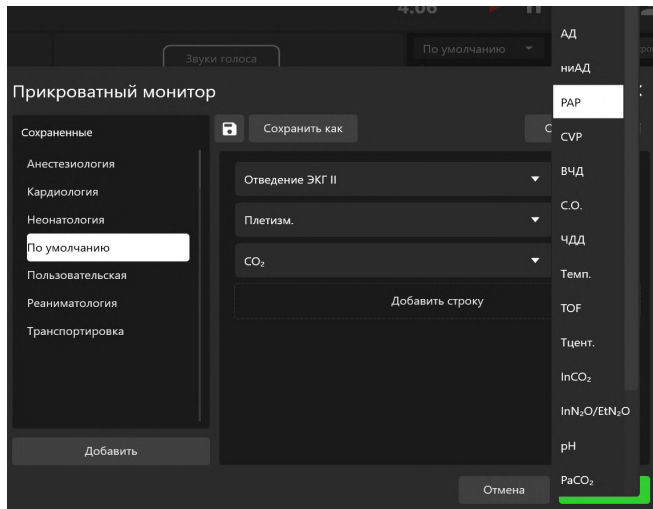 4:06
Звуки голоса
По умолчанию
Прикроватный монитор
Сохраненные
Анестезиология
Кардиология
Неонатология
По умолчанию
Пользовательская
Реаниматология
Транспортировка
Добавить
Сохранить как
Отведение ЭКГ II
Плетизм.
CO₂
Добавить строку
Отмена
АД
ниАД
PAP
CVP
ВЧД
С.О.
ЧДД
Темп.
TOF
Тцент.
InCO₂
InN₂O/EtN₂O
pH
PaCO₂